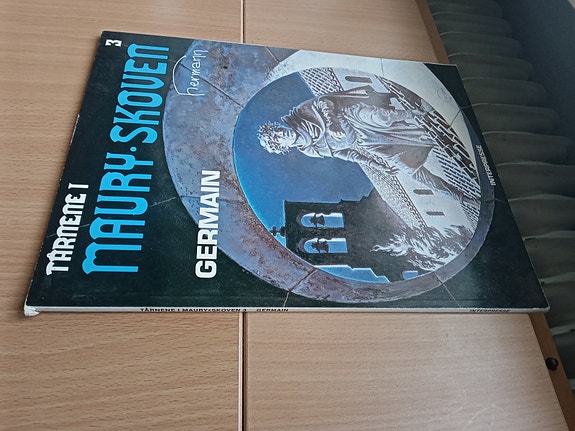 3
TÅRNENE I
MAURY·SKOVEN
hermann
GERMAIN
INTERPRESSE
TÅRNENE I MAURY·SKOVEN 3 GERMAIN INTERPRESSE